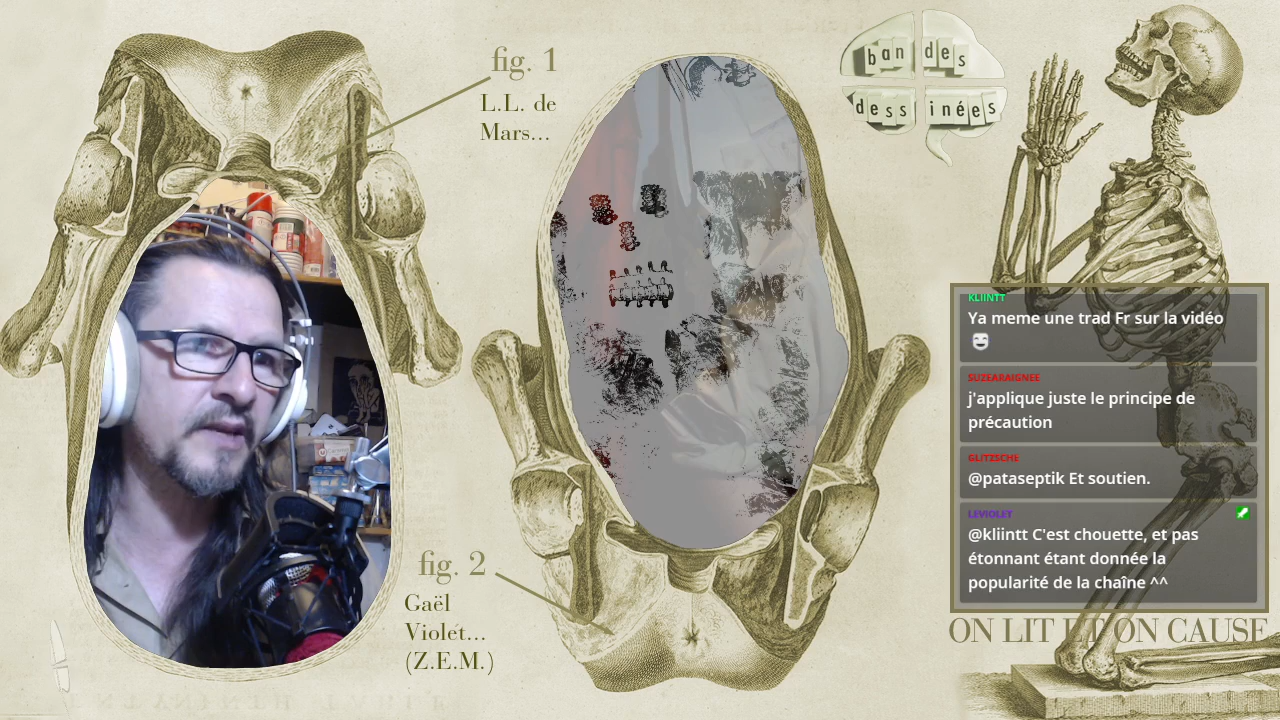 fig. 1
L.L. de
Mars...
ban des
dess inées
KLIINTT
Ya meme une trad Fr sur la vidéo
SUZEARAIGNEE
j'applique juste le principe de
précaution
GLITZSCHE
@pataseptik Et soutien.
LEVIOLET
@kliintt C'est chouette, et pas
étonnant étant donnée la
popularité de la chaîne ^^
fig. 2
Gaël
Violet...
(Z.E.M.)
ON LIT ET ON CAUSE